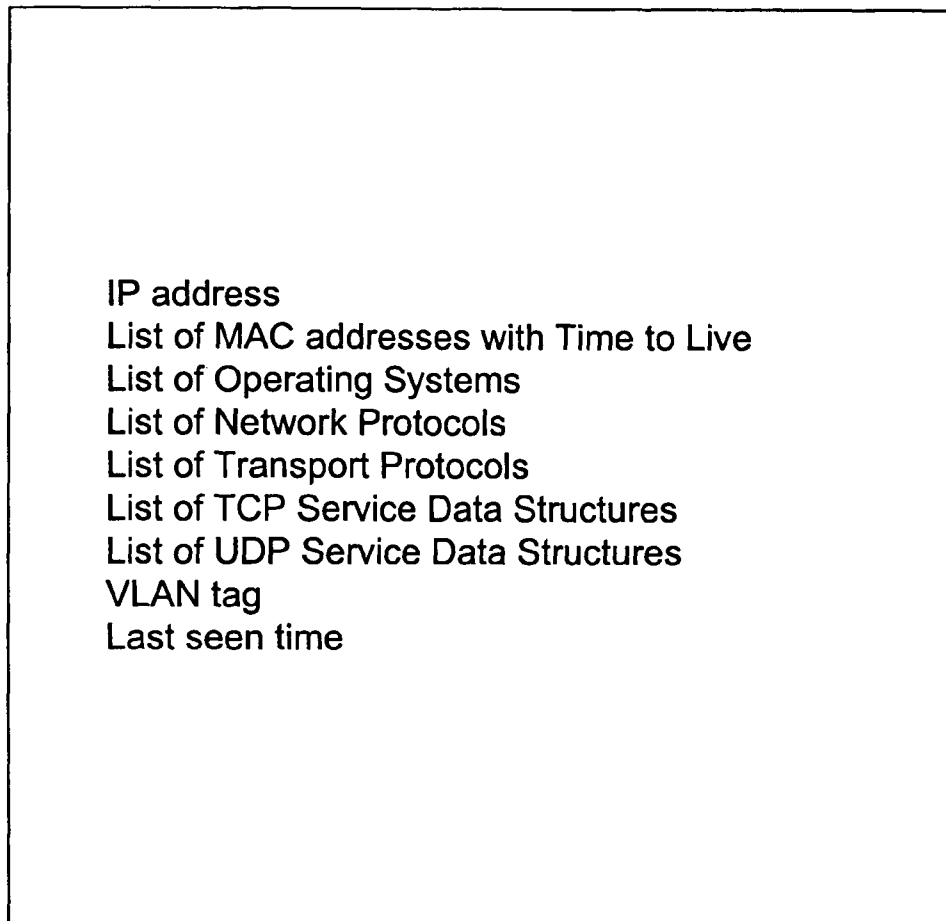 IP address
List of MAC addresses with Time to Live
List of Operating Systems
List of Network Protocols
List of Transport Protocols
List of TCP Service Data Structures
List of UDP Service Data Structures
VLAN tag
Last seen time